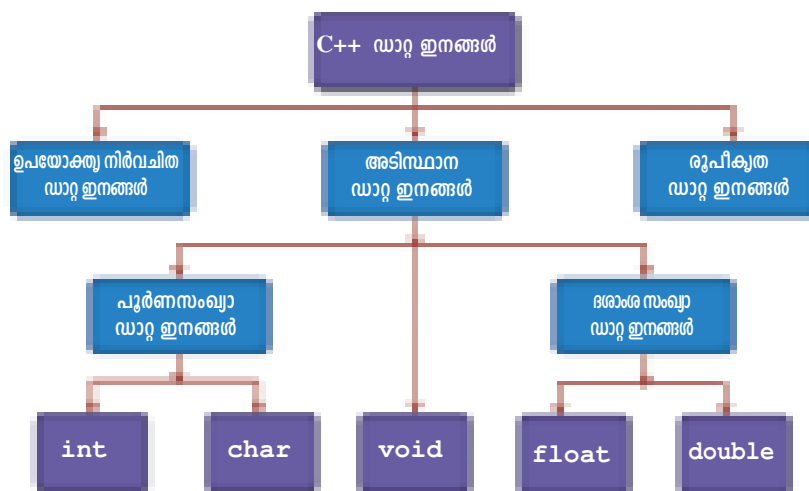 C++ ഡാറ്റ ഇനങ്ങൾ
ഉപയോക്തൃ നിർവചിത
ഡാറ്റ ഇനങ്ങൾ
അടിസ്ഥാന
ഡാറ്റ ഇനങ്ങൾ
രൂപീകൃത
ഡാറ്റ ഇനങ്ങൾ
പൂർണസംഖ്യാ
ഡാറ്റ ഇനങ്ങൾ
ദശാംശ സംഖ്യാ
ഡാറ്റ ഇനങ്ങൾ
int
char
void
float
double